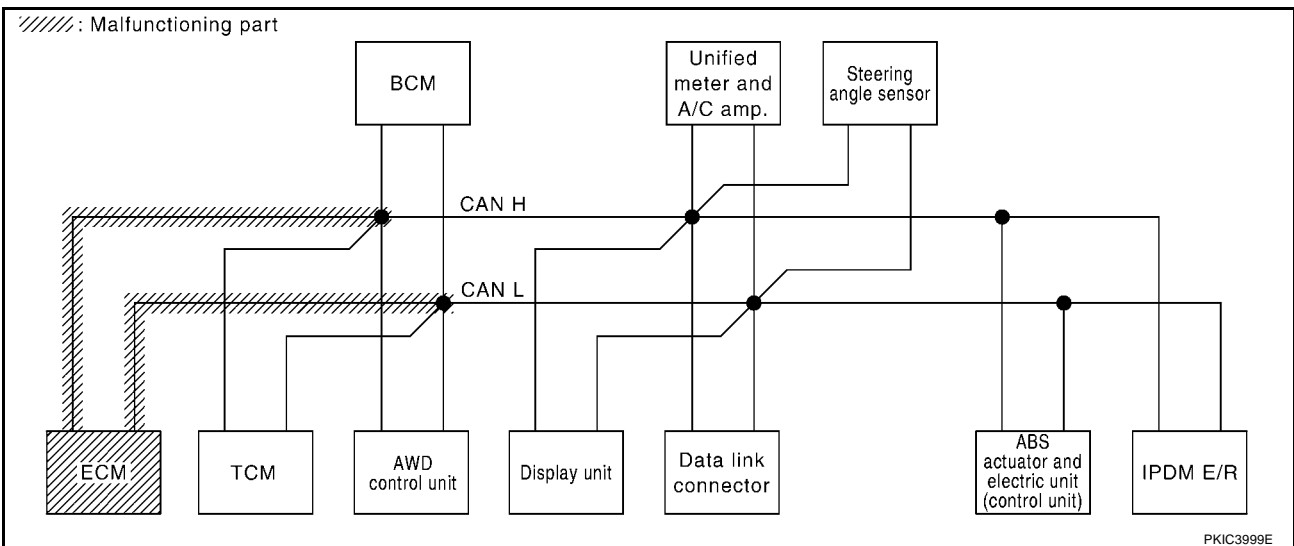 : Malfunctioning part
BCM
Unified
meter and
A/C amp.
Steering
angle sensor
CAN H
CAN L
ECM
TCM
AWD
control unit
Display unit
Data link
connector
ABS
actuator and
electric unit
(control unit)
IPDM E/R
PKIC3999E